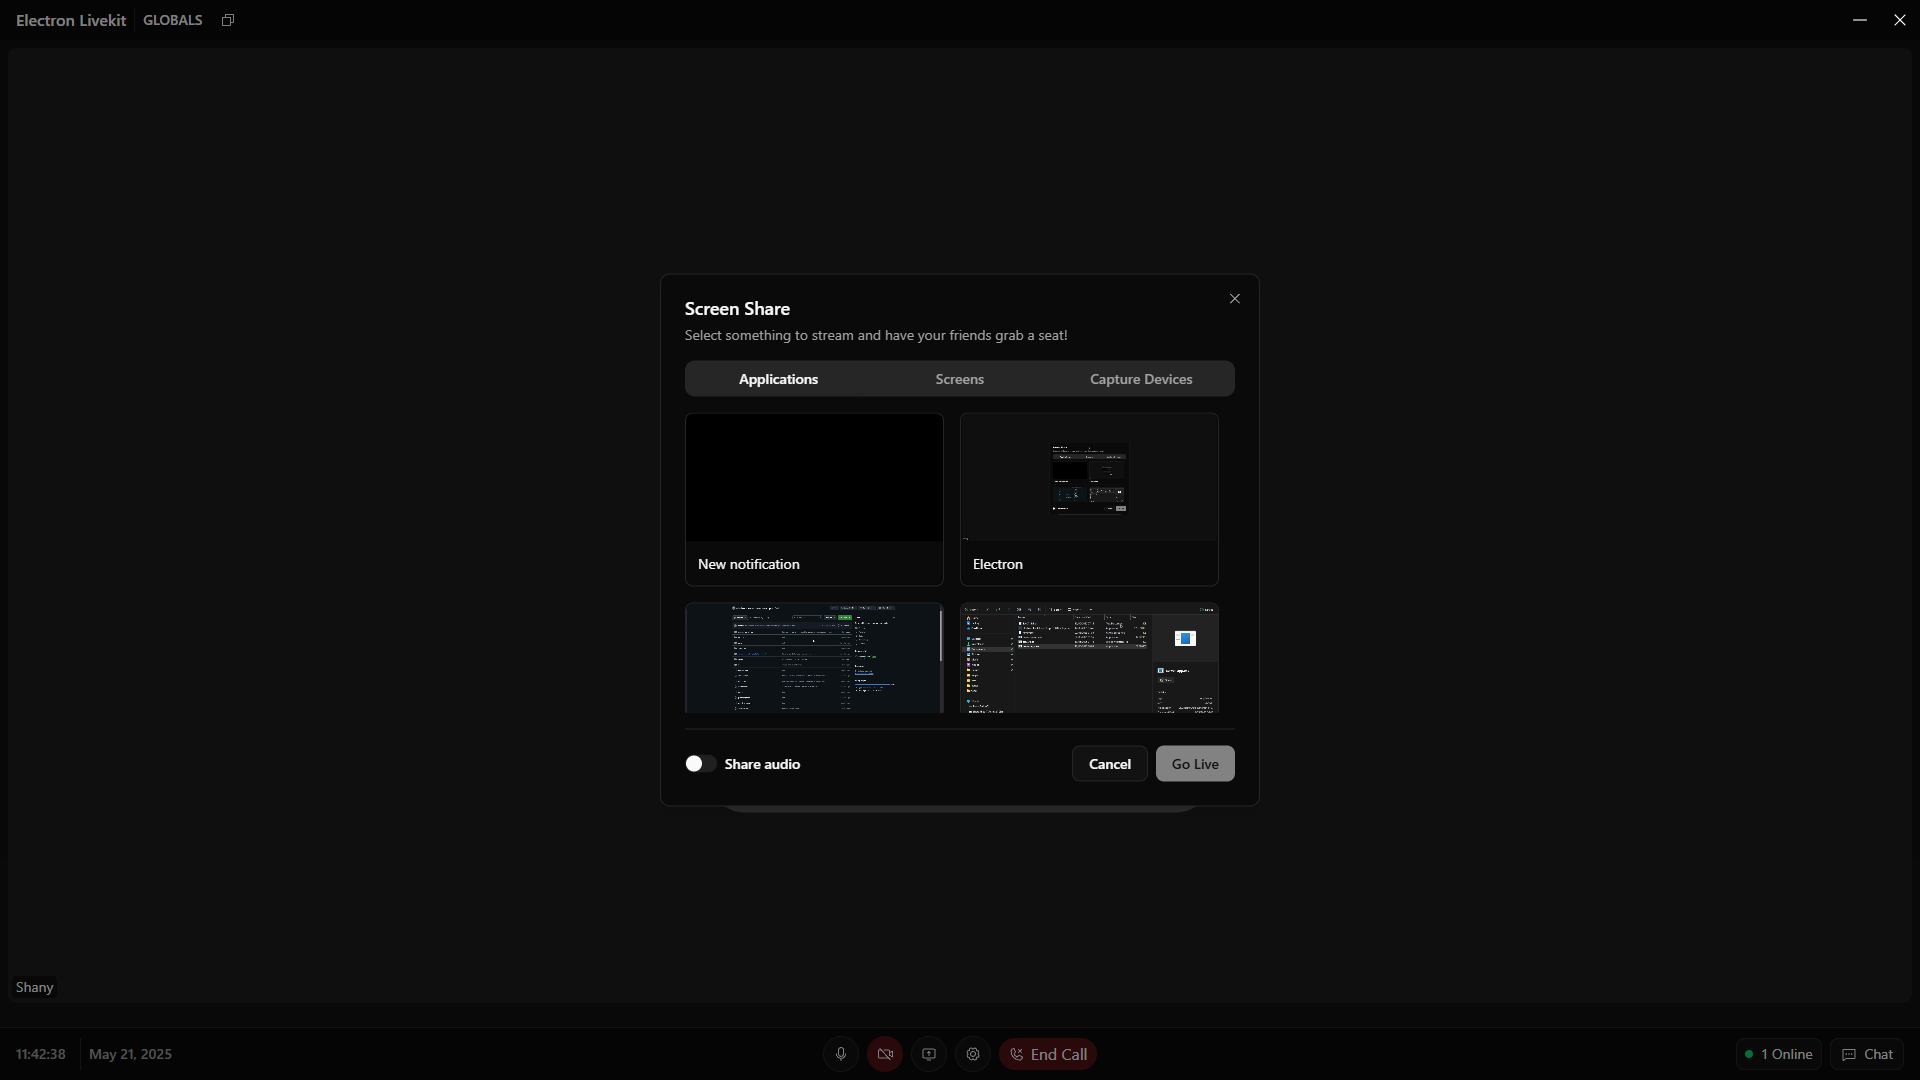 Electron Livekit GLOBALS
Screen Share
Select something to stream and have your friends grab a seat!
Applications Screens Capture Devices
New notification Electron
Share audio Cancel Go Live
Shany
11:42:38 May 21, 2025 End Call 1 Online Chat